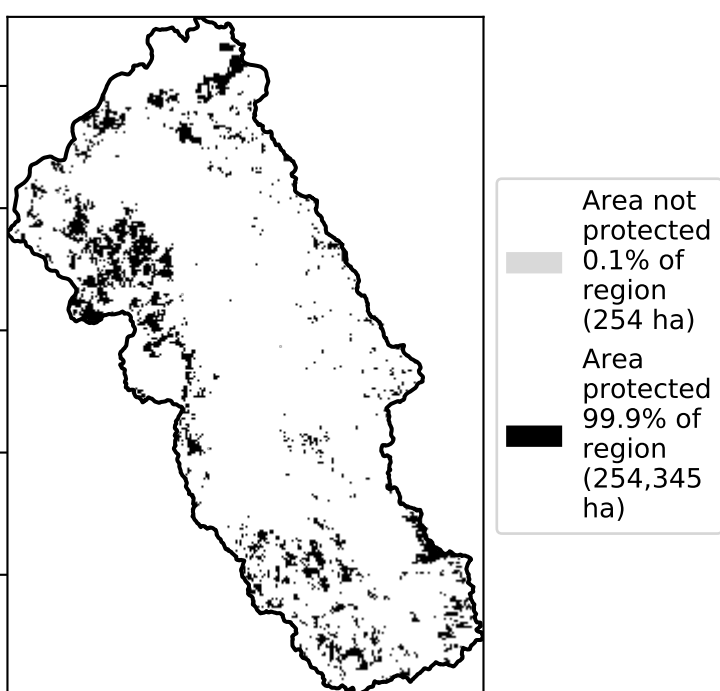 Area not
protected
0.1% of
region
(254 ha)
Area
protected
99.9% of
region
(254,345
ha)